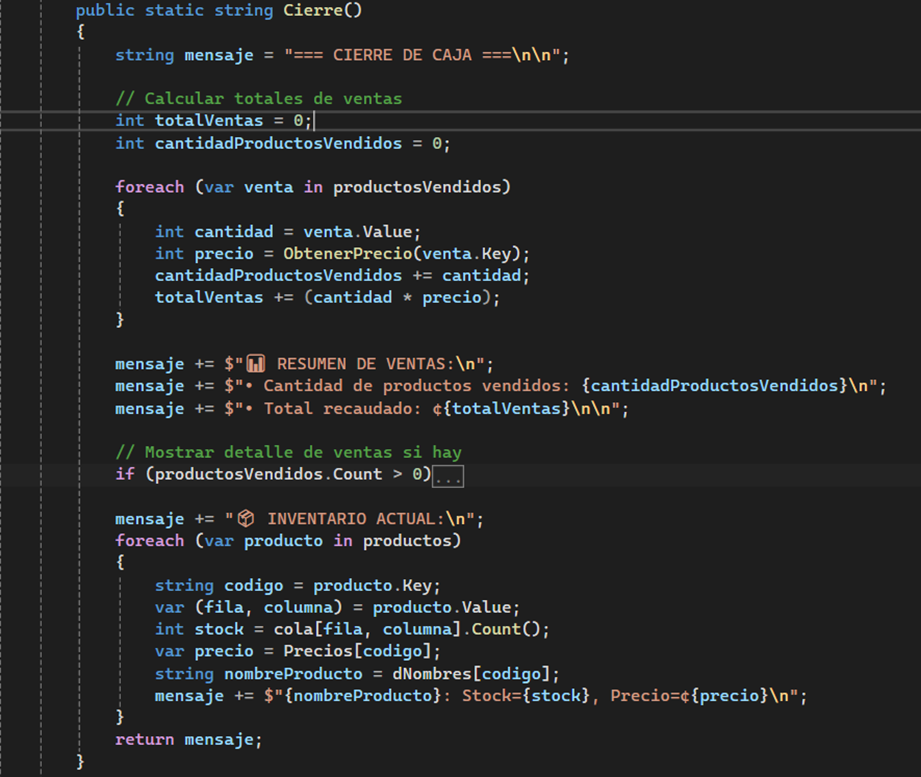 public static string Cierre()
{
string mensaje = "=== CIERRE DE CAJA ===\n\n";
// Calcular totales de ventas
int totalVentas = 0;
int cantidadProductosVendidos = 0;
foreach (var venta in productosVendidos)
{
int cantidad = venta.Value;
int precio = ObtenerPrecio(venta.Key);
cantidadProductosVendidos += cantidad;
totalVentas += (cantidad * precio);
}
mensaje += $"📊 RESUMEN DE VENTAS:\n";
mensaje += $"• Cantidad de productos vendidos: {cantidadProductosVendidos}\n";
mensaje += $"• Total recaudado: ¢{totalVentas}\n\n";
// Mostrar detalle de ventas si hay
if (productosVendidos.Count > 0)...
mensaje += "📦 INVENTARIO ACTUAL:\n";
foreach (var producto in productos)
{
string codigo = producto.Key;
var (fila, columna) = producto.Value;
int stock = cola[fila, columna].Count();
var precio = Precios[codigo];
string nombreProducto = dNombres[codigo];
mensaje += $"{nombreProducto}: Stock={stock}, Precio=¢{precio}\n";
}
return mensaje;
}